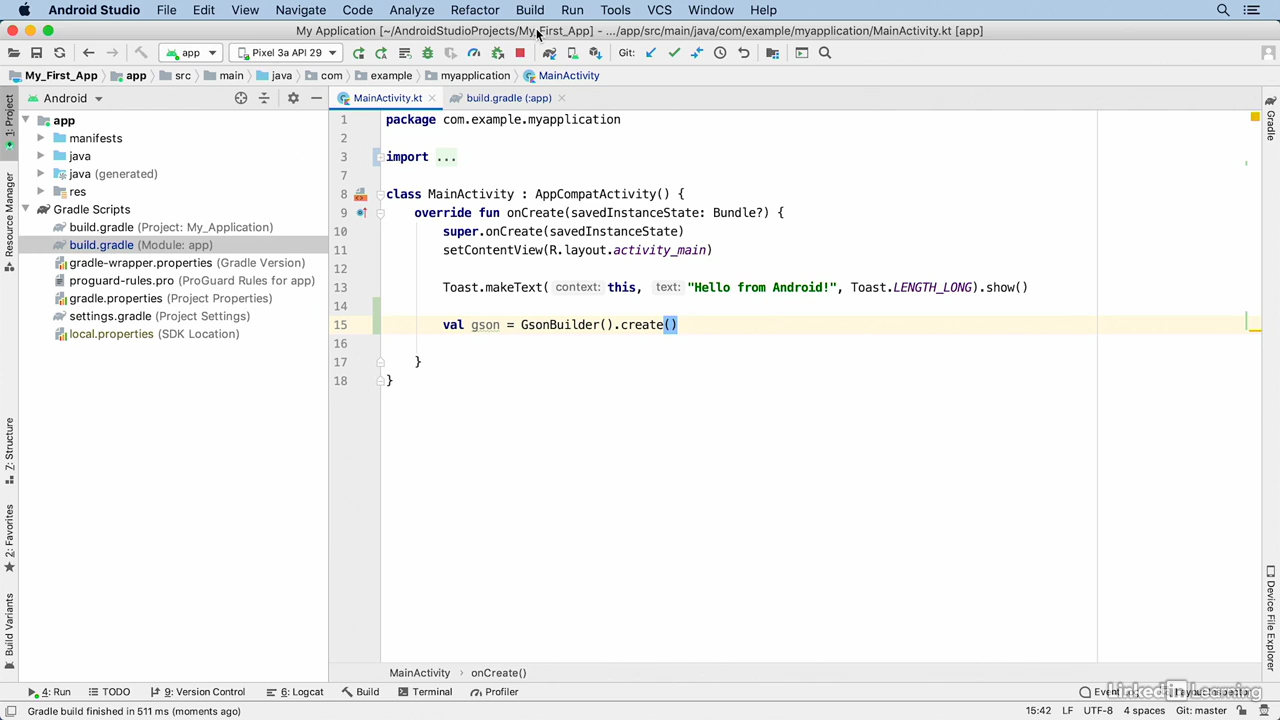 Android Studio File Edit View Navigate Code Analyze Refactor Build Run Tools VCS Window Help
My Application [~/AndroidStudioProjects/My_First_App] - .../app/src/main/java/com/example/myapplication/MainActivity.kt [app]
app Pixel 3a API 29 Git:
My_First_App app src main java com example myapplication MainActivity
Android MainActivity.kt build.gradle (:app)
1: Project
Resource Manager
Z: Structure
2: Favorites
Build Variants
app
manifests
java
java (generated)
res
Gradle Scripts
build.gradle (Project: My_Application)
build.gradle (Module: app)
gradle-wrapper.properties (Gradle Version)
proguard-rules.pro (ProGuard Rules for app)
gradle.properties (Project Properties)
settings.gradle (Project Settings)
local.properties (SDK Location)
1 package com.example.myapplication
2
3 import ...
7
8 class MainActivity : AppCompatActivity() {
9 override fun onCreate(savedInstanceState: Bundle?) {
10 super.onCreate(savedInstanceState)
11 setContentView(R.layout.activity_main)
12
13 Toast.makeText( context: this, text: "Hello from Android!", Toast.LENGTH_LONG).show()
14
15 val gson = GsonBuilder().create()
16
17 }
18 }
Gradle
Device File Explorer
MainActivity › onCreate()
4: Run TODO 9: Version Control 6: Logcat Build Terminal Profiler
LinkedIn Learning
Gradle build finished in 511 ms (moments ago) 15:42 LF UTF-8 4 spaces Git: master